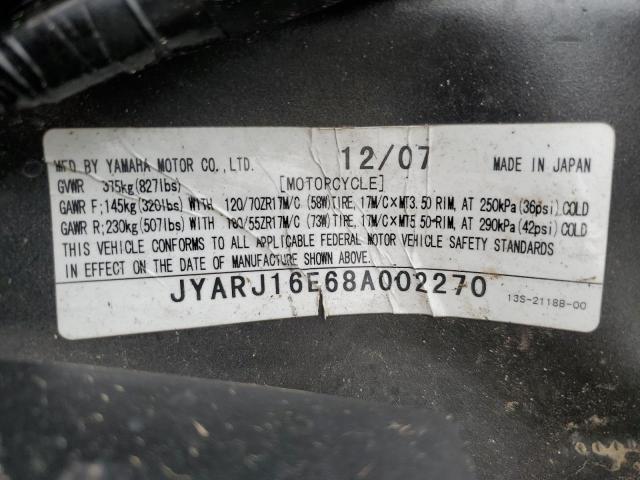 MFD BY YAMAHA MOTOR CO., LTD. 12/07 MADE IN JAPAN
GVWR 375kg(827lbs) [MOTORCYCLE]
GAWR F;145kg(320lbs) WITH 120/70ZR17M/C (58W)TIRE, 17M/C×MT3.50 RIM, AT 250kPa(36psi)COLD
GAWR R;230kg(507lbs)WITH 180/55ZR17M/C (73W)TIRE, 17M/C×MT5.50 RIM, AT 290kPa(42psi)COLD
THIS VEHICLE CONFORMS TO ALL APPLICABLE FEDERAL MOTOR VEHICLE SAFETY STANDARDS
IN EFFECT ON THE DATE OF MANUFACTURE SHOWN ABOVE.
JYARJ16E68A002270 13S-2118B-00